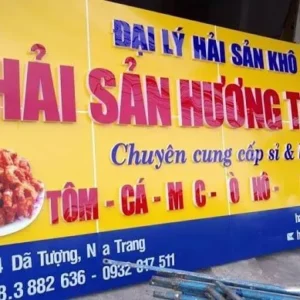 ĐẠI LÝ HẢI SẢN KHÔ
HẢI SẢN HƯƠNG T
Chuyên cung cấp sỉ &
TÔM - CÁ - M C - Ò HÔ -
4 Dã Tượng, N a Trang
8.3 882 636 - 0932 817 511